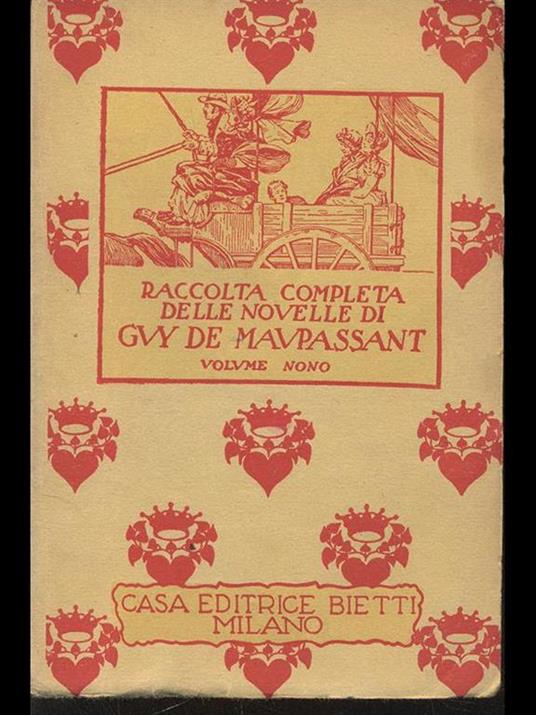 RACCOLTA COMPLETA
DELLE NOVELLE DI
GVY DE MAVPASSANT
VOLVME NONO
CASA EDITRICE BIETTI
MILANO